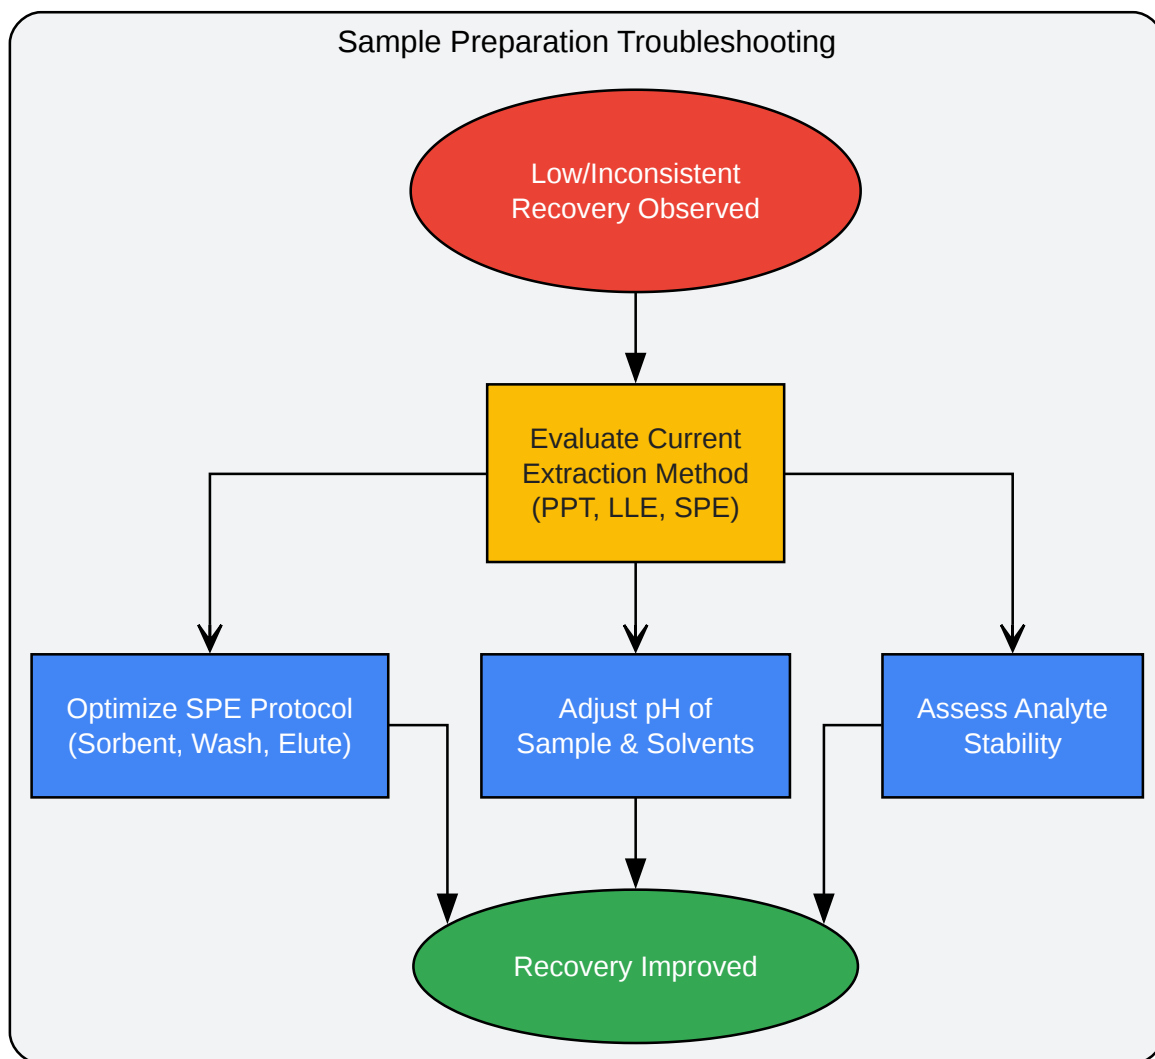 Sample Preparation Troubleshooting
Low/Inconsistent
Recovery Observed
Evaluate Current
Extraction Method
(PPT, LLE, SPE)
Optimize SPE Protocol
(Sorbent, Wash, Elute)
Adjust pH of
Sample & Solvents
Assess Analyte
Stability
Recovery Improved